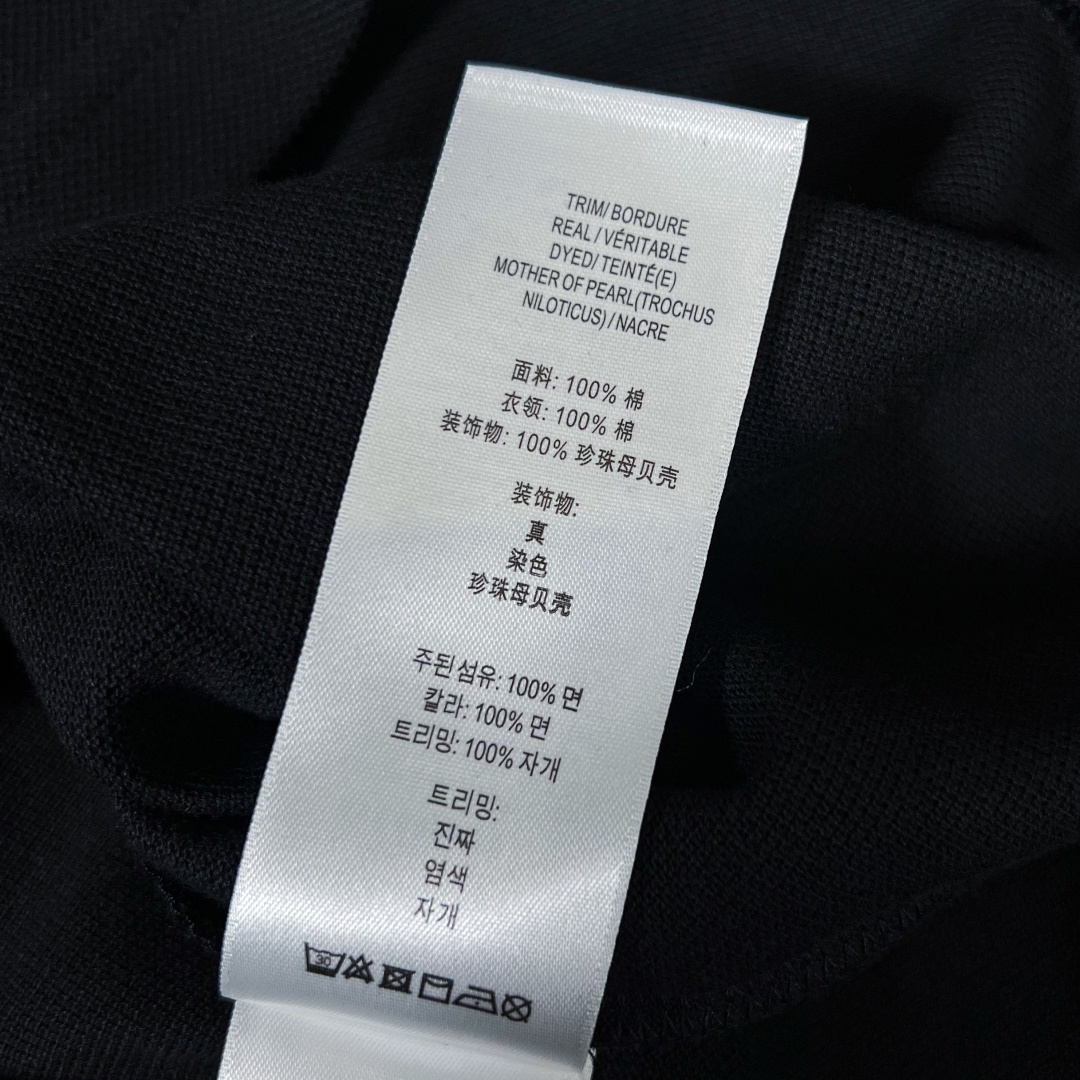 TRIM/BORDURE
REAL/VÉRITABLE
DYED/TEINTÉ(E)
MOTHER OF PEARL(TROCHUS
NILOTICUS)/NACRE
面料: 100% 棉
衣领: 100% 棉
装饰物: 100% 珍珠母贝壳
装饰物:
真
染色
珍珠母贝壳
주된 섬유: 100% 면
칼라: 100% 면
트리밍: 100% 자개
트리밍:
진짜
염색
자개
30